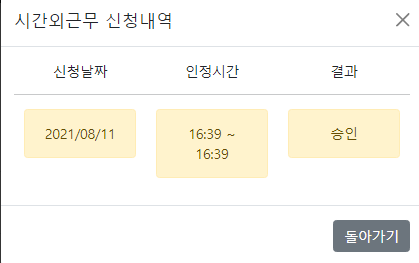 시간외근무 신청내역
신청날짜 인정시간 결과
2021/08/11 16:39 ~ 승인
16:39
돌아가기